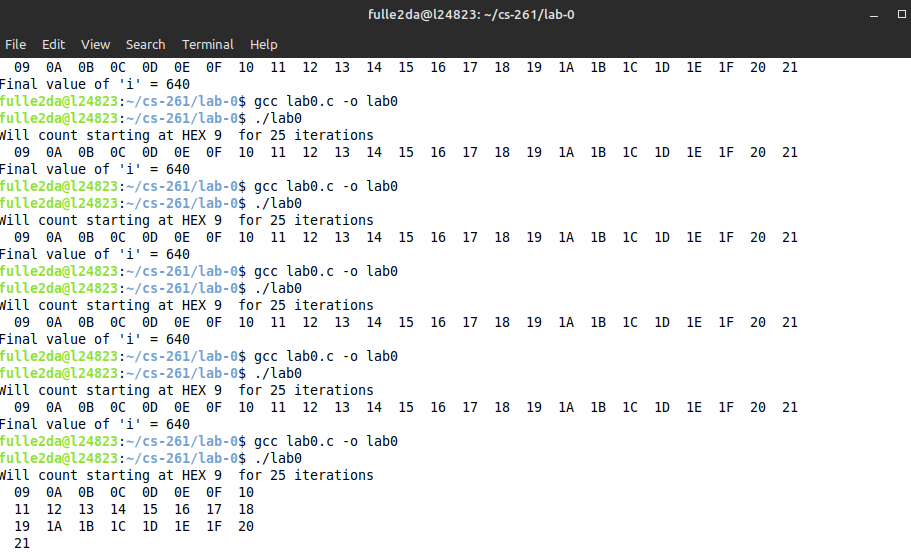 fulle2da@l24823: ~/cs-261/lab-0
File Edit View Search Terminal Help
09 0A 0B 0C 0D 0E 0F 10 11 12 13 14 15 16 17 18 19 1A 1B 1C 1D 1E 1F 20 21
Final value of 'i' = 640
fulle2da@l24823:~/cs-261/lab-0$ gcc lab0.c -o lab0
fulle2da@l24823:~/cs-261/lab-0$ ./lab0
Will count starting at HEX 9  for 25 iterations
09 0A 0B 0C 0D 0E 0F 10 11 12 13 14 15 16 17 18 19 1A 1B 1C 1D 1E 1F 20 21
Final value of 'i' = 640
fulle2da@l24823:~/cs-261/lab-0$ gcc lab0.c -o lab0
fulle2da@l24823:~/cs-261/lab-0$ ./lab0
Will count starting at HEX 9  for 25 iterations
09 0A 0B 0C 0D 0E 0F 10 11 12 13 14 15 16 17 18 19 1A 1B 1C 1D 1E 1F 20 21
Final value of 'i' = 640
fulle2da@l24823:~/cs-261/lab-0$ gcc lab0.c -o lab0
fulle2da@l24823:~/cs-261/lab-0$ ./lab0
Will count starting at HEX 9  for 25 iterations
09 0A 0B 0C 0D 0E 0F 10 11 12 13 14 15 16 17 18 19 1A 1B 1C 1D 1E 1F 20 21
Final value of 'i' = 640
fulle2da@l24823:~/cs-261/lab-0$ gcc lab0.c -o lab0
fulle2da@l24823:~/cs-261/lab-0$ ./lab0
Will count starting at HEX 9  for 25 iterations
09 0A 0B 0C 0D 0E 0F 10 11 12 13 14 15 16 17 18 19 1A 1B 1C 1D 1E 1F 20 21
Final value of 'i' = 640
fulle2da@l24823:~/cs-261/lab-0$ gcc lab0.c -o lab0
fulle2da@l24823:~/cs-261/lab-0$ ./lab0
Will count starting at HEX 9  for 25 iterations
09 0A 0B 0C 0D 0E 0F 10
11 12 13 14 15 16 17 18
19 1A 1B 1C 1D 1E 1F 20
21